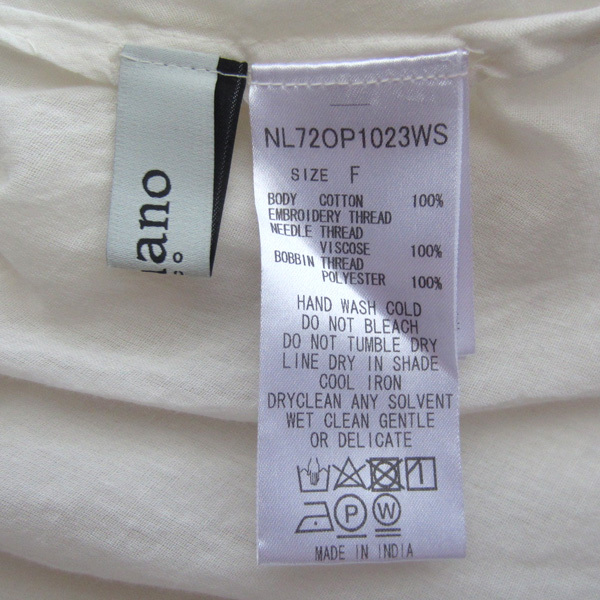 NL72OP1023WS
SIZE F
BODY COTTON 100%
EMBROIDERY THREAD
NEEDLE THREAD
VISCOSE 100%
BOBBIN THREAD
POLYESTER 100%
HAND WASH COLD
DO NOT BLEACH
DO NOT TUMBLE DRY
LINE DRY IN SHADE
COOL IRON
DRYCLEAN ANY SOLVENT
WET CLEAN GENTLE
OR DELICATE
P W
MADE IN INDIA